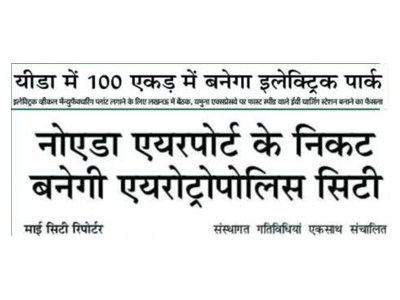 यीडा में 100 एकड़ में बनेगा इलेक्ट्रिक पार्क
इलेक्ट्रिक व्हीकल मैन्युफैक्चरिंग प्लांट लगाने के लिए लखनऊ में बैठक, यमुना एक्सप्रेसवे पर फास्ट स्पीड वाले ईवी चार्जिंग स्टेशन बनाने का फैसला
नोएडा एयरपोर्ट के निकट
बनेगी एयरोट्रोपोलिस सिटी
माई सिटी रिपोर्टर संस्थागत गतिविधियां एकसाथ संचालित